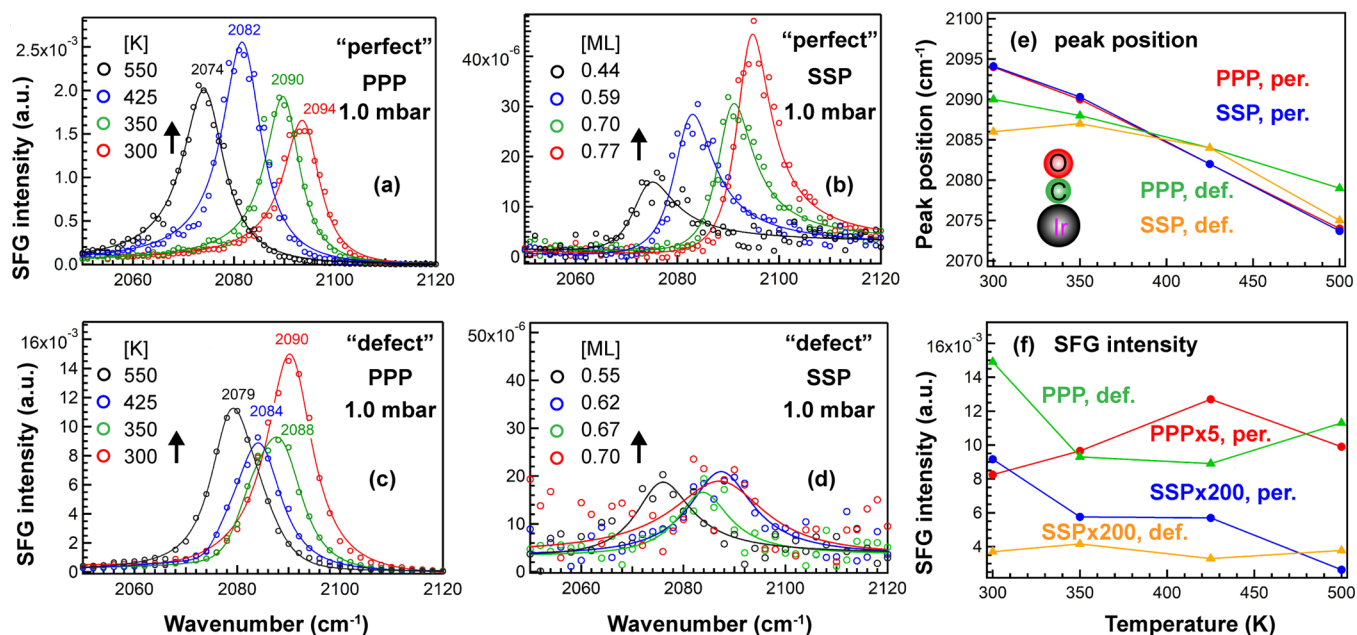 SFG intensity (a.u.)
2.5x10⁻³
2.0
1.5
1.0
0.5
0.0
[K]
550
425
350
300
2074
2082
2090
2094
"perfect"
PPP
1.0 mbar
(a)
2060
2080
2100
2120
40x10⁻⁶
30
20
10
0
[ML]
0.44
0.59
0.70
0.77
"perfect"
SSP
1.0 mbar
(b)
2060
2080
2100
2120
Peak position (cm⁻¹)
2100
2095
2090
2085
2078
2075
2070
(e) peak position
PPP, per.
SSP, per.
PPP, def.
SSP, def.
O
C
Ir
300
350
400
450
500
SFG intensity (a.u.)
16x10⁻³
14
12
10
8
6
4
2
0
[K]
550
425
350
300
2079
2084
2088
2090
"defect"
PPP
1.0 mbar
(c)
2060
2080
2100
2120
Wavenumber (cm⁻¹)
50x10⁻⁶
40
30
20
10
0
[ML]
0.55
0.62
0.67
0.70
"defect"
SSP
1.0 mbar
(d)
2060
2080
2100
2120
Wavenumber (cm⁻¹)
SFG intensity (a.u.)
16x10⁻³
14
12
10
8
6
4
(f) SFG intensity
PPP, def.
PPPx5, per.
SSPx200, per.
SSPx200, def.
300
350
400
450
500
Temperature (K)